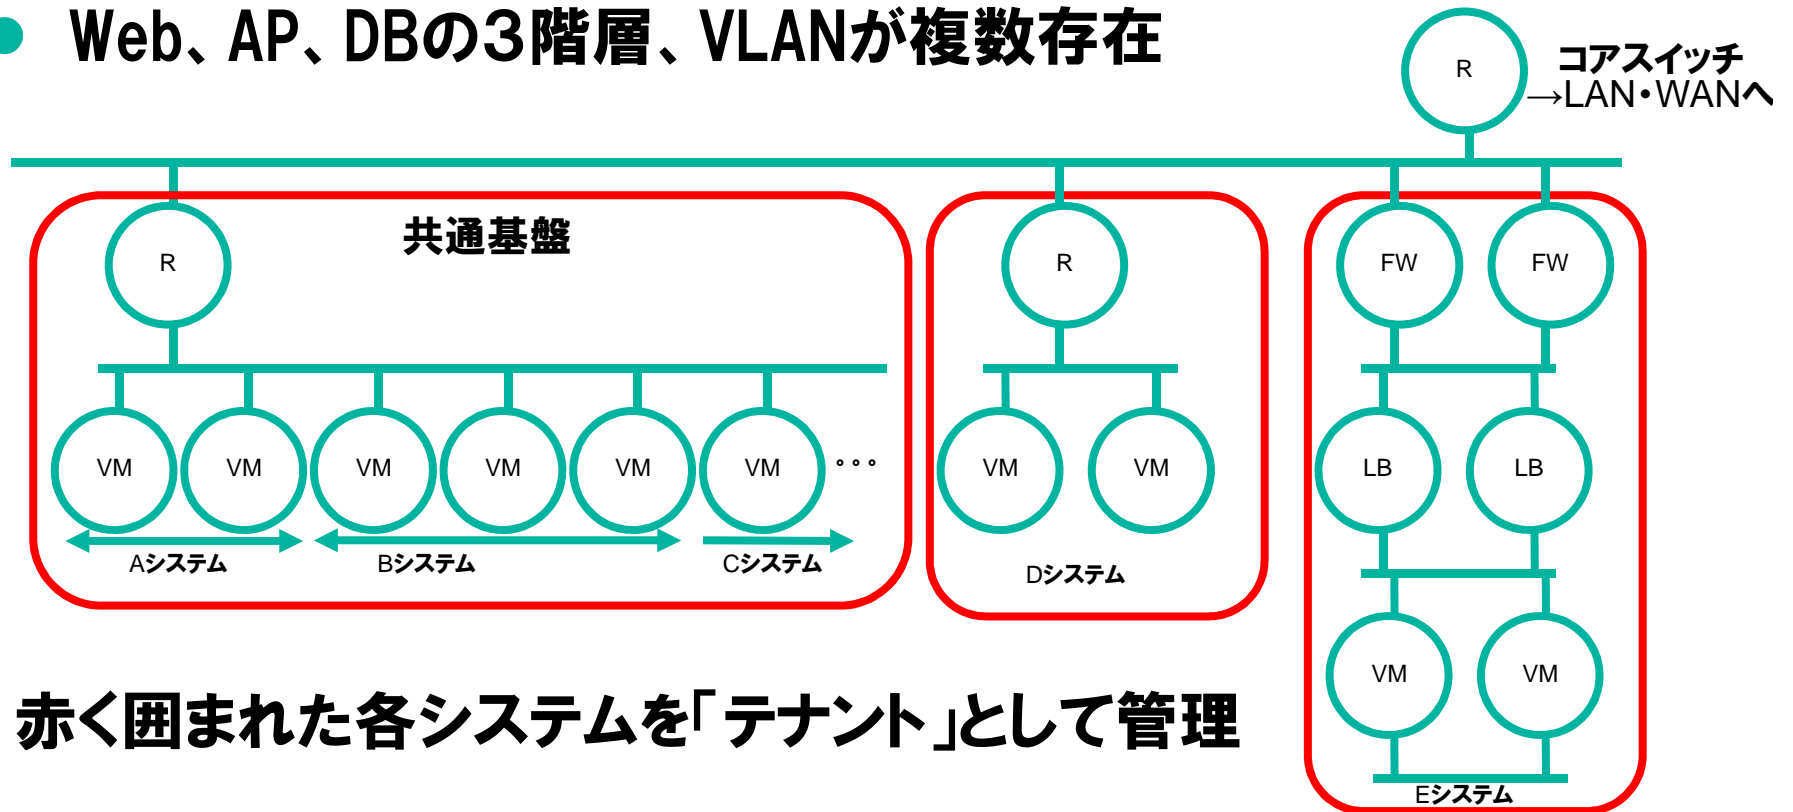 Web、AP、DBの３階層、VLANが複数存在
R
コアスイッチ
→LAN・WANへ
共通基盤
R
R
FW
FW
VM
VM
VM
VM
VM
VM
。。。
VM
VM
LB
LB
Aシステム
Bシステム
Cシステム
Dシステム
VM
VM
赤く囲まれた各システムを「テナント」として管理
Eシステム